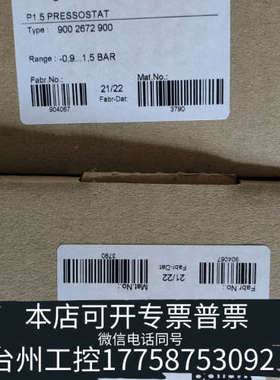 P1.5 PRESSOSTAT
Type : 900 2672 900
Range : -0,9...1,5 BAR
Fabr.No.:
904067
21/22
Fabr-Dat
Mat.No.:
3790
Fabr.No.:
904067
21/22
Fabr-Dat
Mat.No.:
3790
本店可开专票普票
微信电话同号
台州工控17758753092